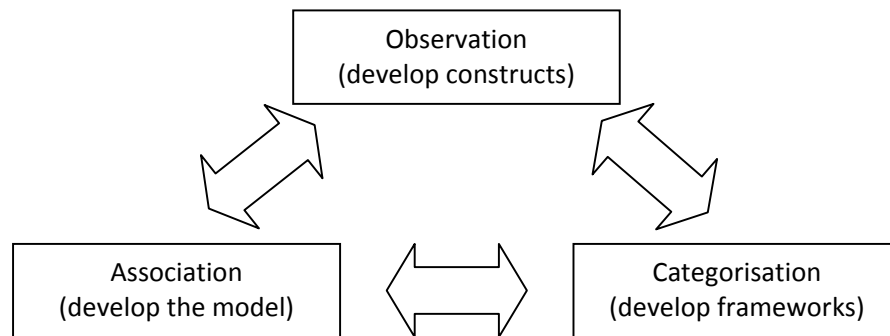 Observation
(develop constructs)
Association
(develop the model)
Categorisation
(develop frameworks)